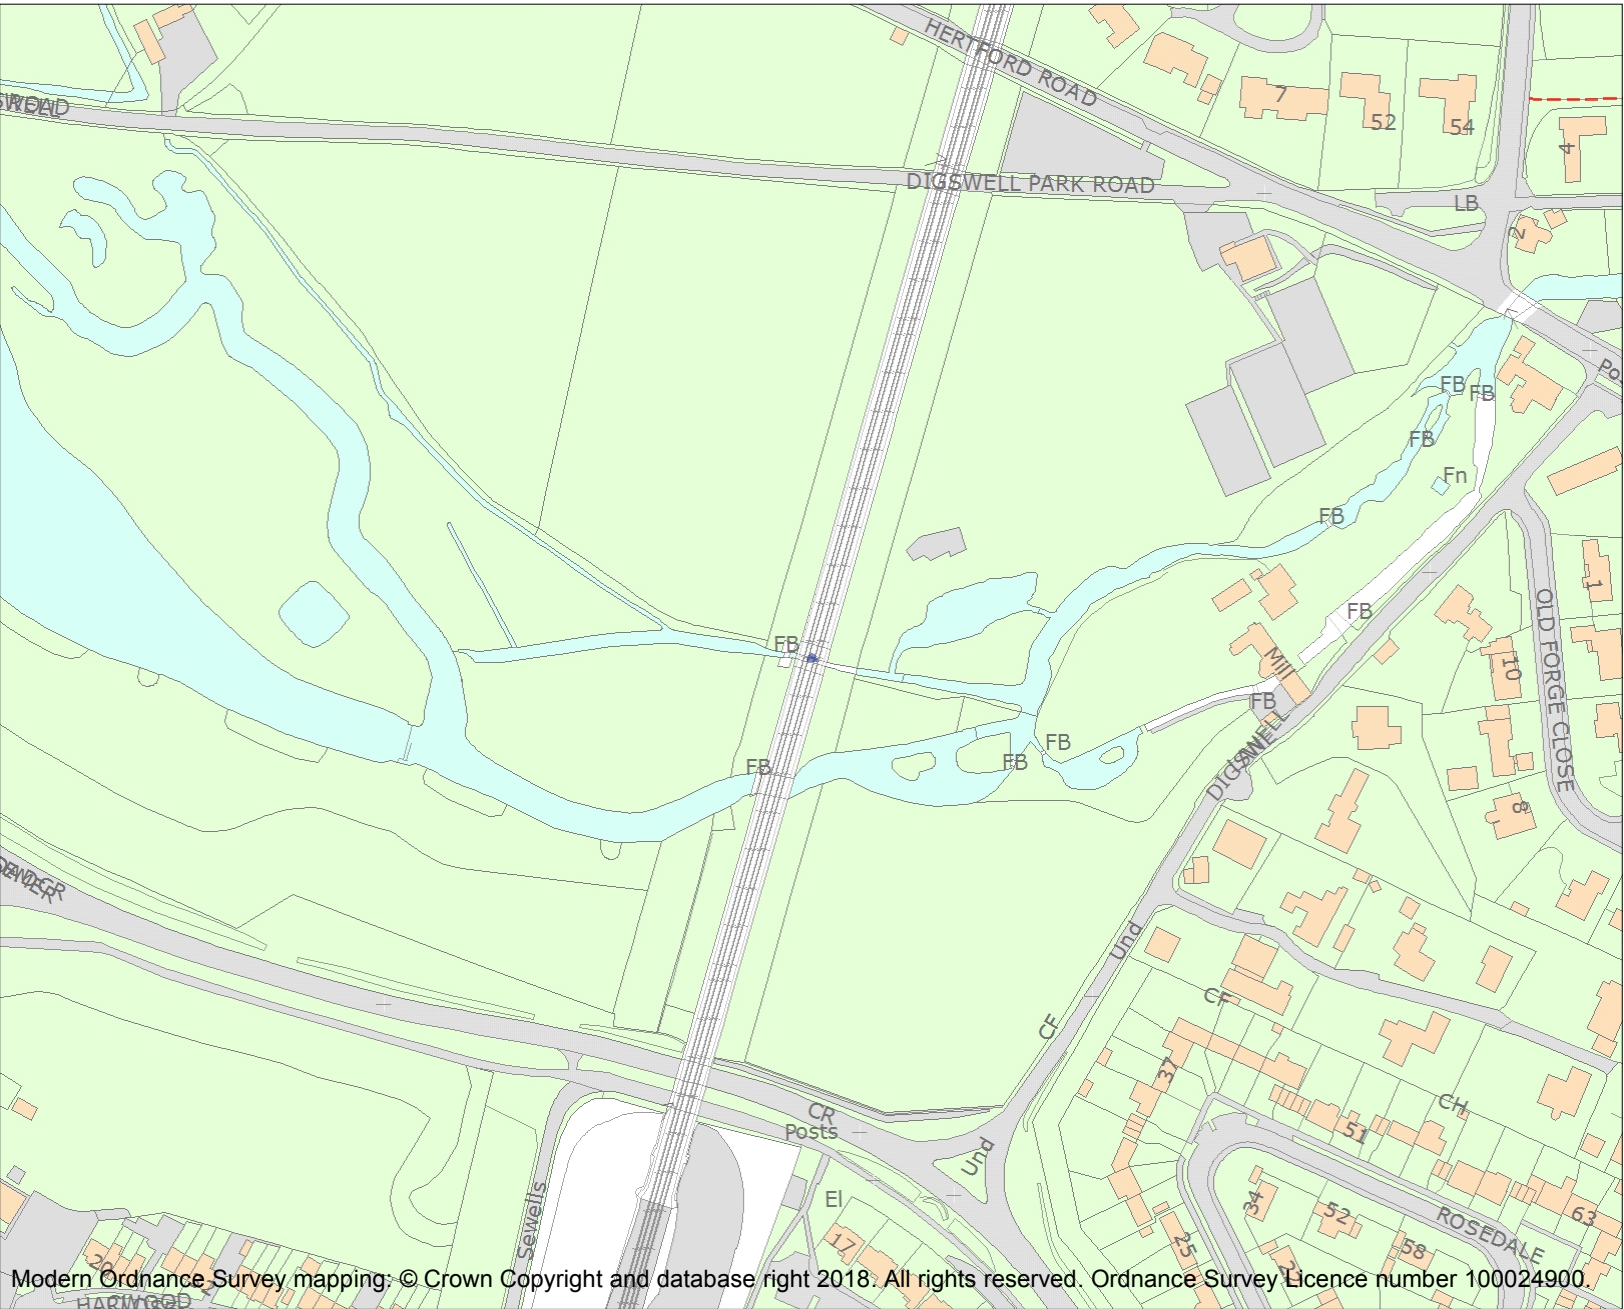 HERTFORD ROAD
7
52
54
4
DIGSWELL PARK ROAD
LB
2
FB
FB
FB
Fn
FB
1
FB
FB
OLD FORGE CLOSE
Mill
10
FB
FB
FB
FB
DIGSWELL
8
Und
CF
CF
37
CH
CR
Posts
51
Und
El
Sewells
34
52
63
17
25
58
ROSEDALE
Modern Ordnance Survey mapping: © Crown Copyright and database right 2018. All rights reserved. Ordnance Survey Licence number 100024900.
HARWOOD